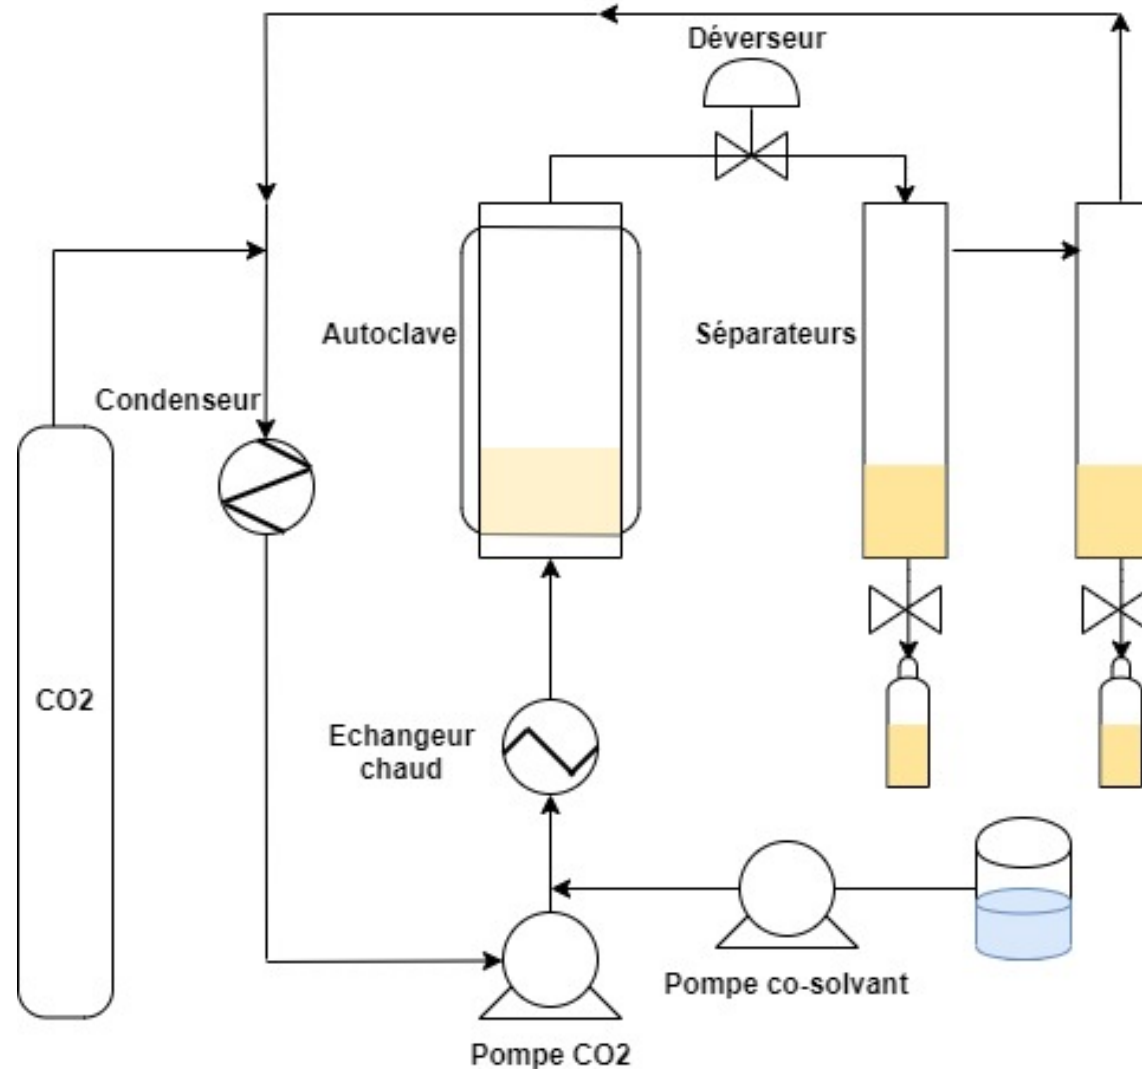 Déverseur
Autoclave
Séparateurs
Condenseur
CO2
Echangeur
chaud
Pompe co-solvant
Pompe CO2